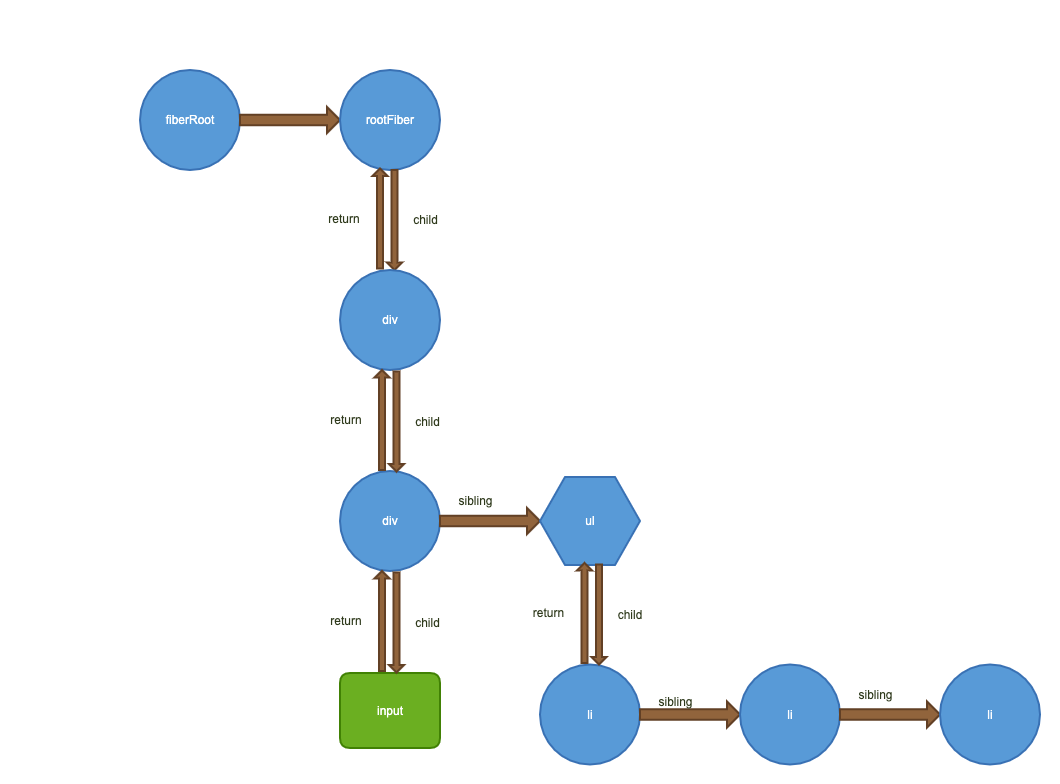 fiberRoot
rootFiber
return
child
div
return
child
div
sibling
ul
return
child
return
child
input
li
sibling
li
sibling
li